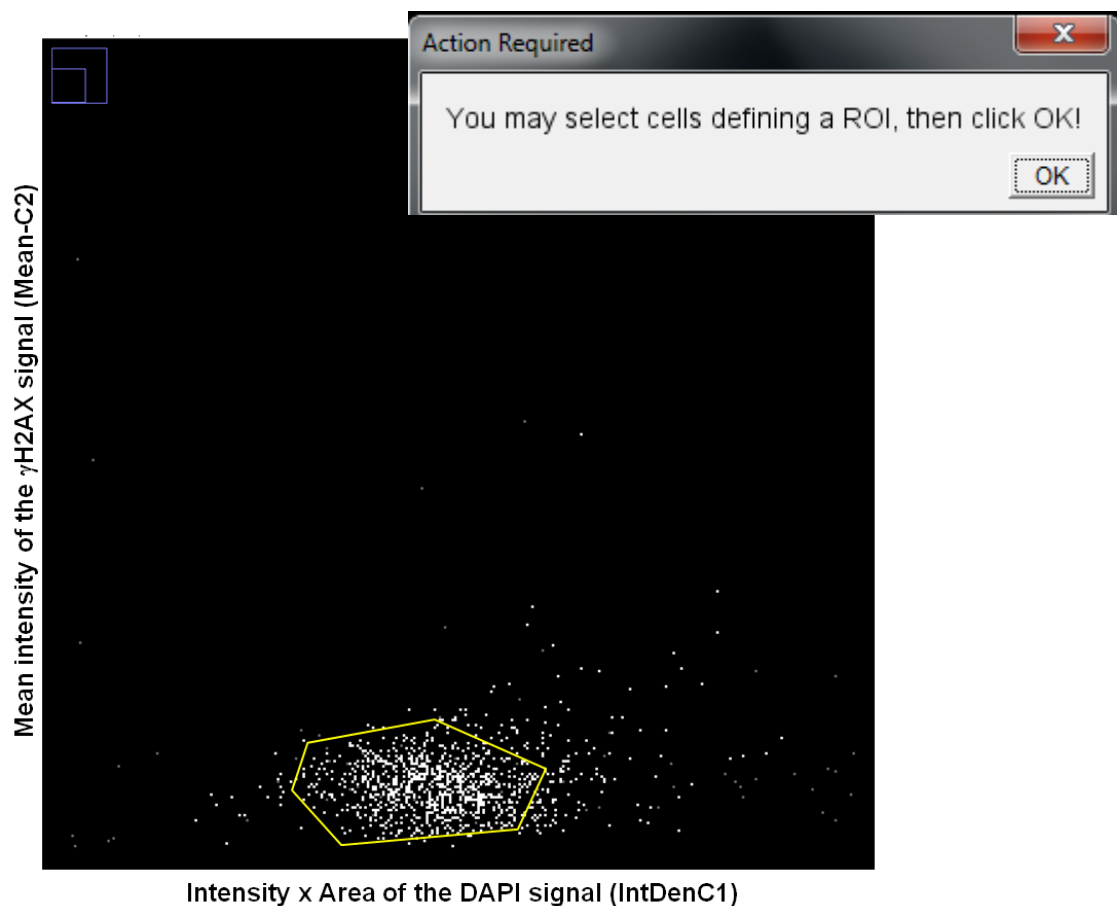 Action Required
You may select cells defining a ROI, then click OK!
OK
Mean intensity of the γH2AX signal (Mean-C2)
Intensity x Area of the DAPI signal (IntDenC1)